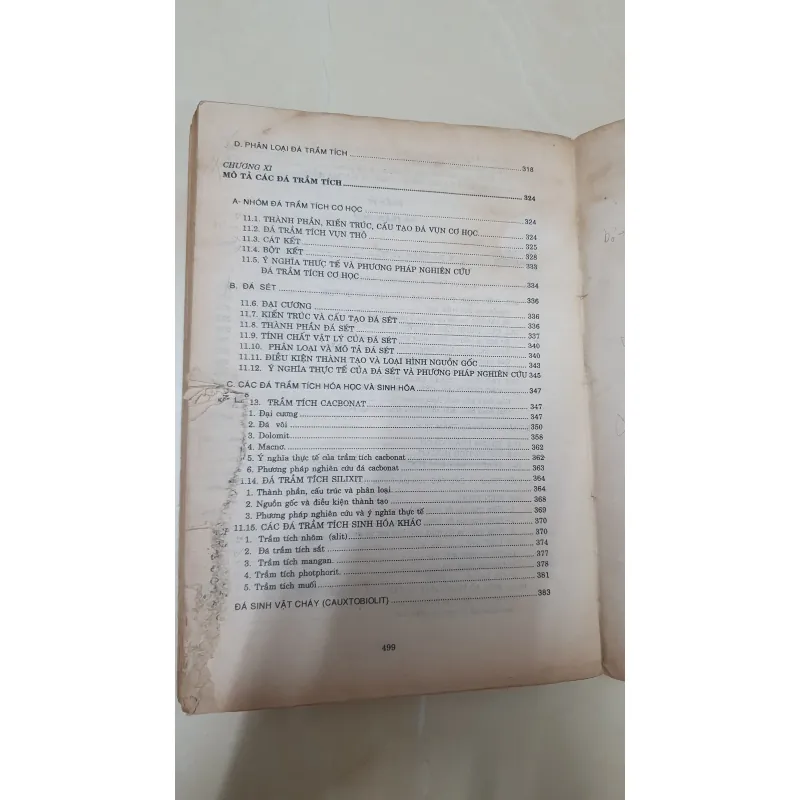 D. PHÂN LOẠI ĐÁ TRẦM TÍCH ... 318
CHƯƠNG XI
MÔ TẢ CÁC ĐÁ TRẦM TÍCH ... 324
A- NHÓM ĐÁ TRẦM TÍCH CƠ HỌC ... 324
11.1. THÀNH PHẦN, KIẾN TRÚC, CẤU TẠO ĐÁ VỤN CƠ HỌC ... 324
11.2. ĐÁ TRẦM TÍCH VỤN THÔ ... 325
11.3. CÁT KẾT ... 328
11.4. BỘT KẾT ... 333
11.5. Ý NGHĨA THỰC TẾ VÀ PHƯƠNG PHÁP NGHIÊN CỨU
ĐÁ TRẦM TÍCH CƠ HỌC ... 334
B. ĐÁ SÉT ... 336
11.6. ĐẠI CƯƠNG ... 336
11.7. KIẾN TRÚC VÀ CẤU TẠO ĐÁ SÉT ... 336
11.8. THÀNH PHẦN ĐÁ SÉT ... 337
11.9. TÍNH CHẤT VẬT LÝ CỦA ĐÁ SÉT ... 340
11.10. PHÂN LOẠI VÀ MÔ TẢ ĐÁ SÉT ... 340
11.11. ĐIỀU KIỆN THÀNH TẠO VÀ LOẠI HÌNH NGUỒN GỐC ... 343
11.12. Ý NGHĨA THỰC TẾ CỦA ĐÁ SÉT VÀ PHƯƠNG PHÁP NGHIÊN CỨU 345
C. CÁC ĐÁ TRẦM TÍCH HÓA HỌC VÀ SINH HÓA ... 347
13. TRẦM TÍCH CACBONAT ... 347
1. Đại cương ... 347
2. Đá vôi ... 350
3. Dolomit ... 358
4. Macnơ ... 362
5. Ý nghĩa thực tế của trầm tích cacbonat ... 362
6. Phương pháp nghiên cứu đá cacbonat ... 363
.14. ĐÁ TRẦM TÍCH SILIXIT ... 364
1. Thành phần, cấu trúc và phân loại ... 364
2. Nguồn gốc và điều kiện thành tạo ... 368
3. Phương pháp nghiên cứu và ý nghĩa thực tế ... 369
11.15. CÁC ĐÁ TRẦM TÍCH SINH HÓA KHÁC ... 370
1. Trầm tích nhôm (alit) ... 370
2. Đá trầm tích sắt ... 374
3. Trầm tích mangan ... 377
4. Trầm tích photphorit ... 378
5. Trầm tích muối ... 381
ĐÁ SINH VẬT CHÁY (CAUXTOBIOLIT) ... 383
499